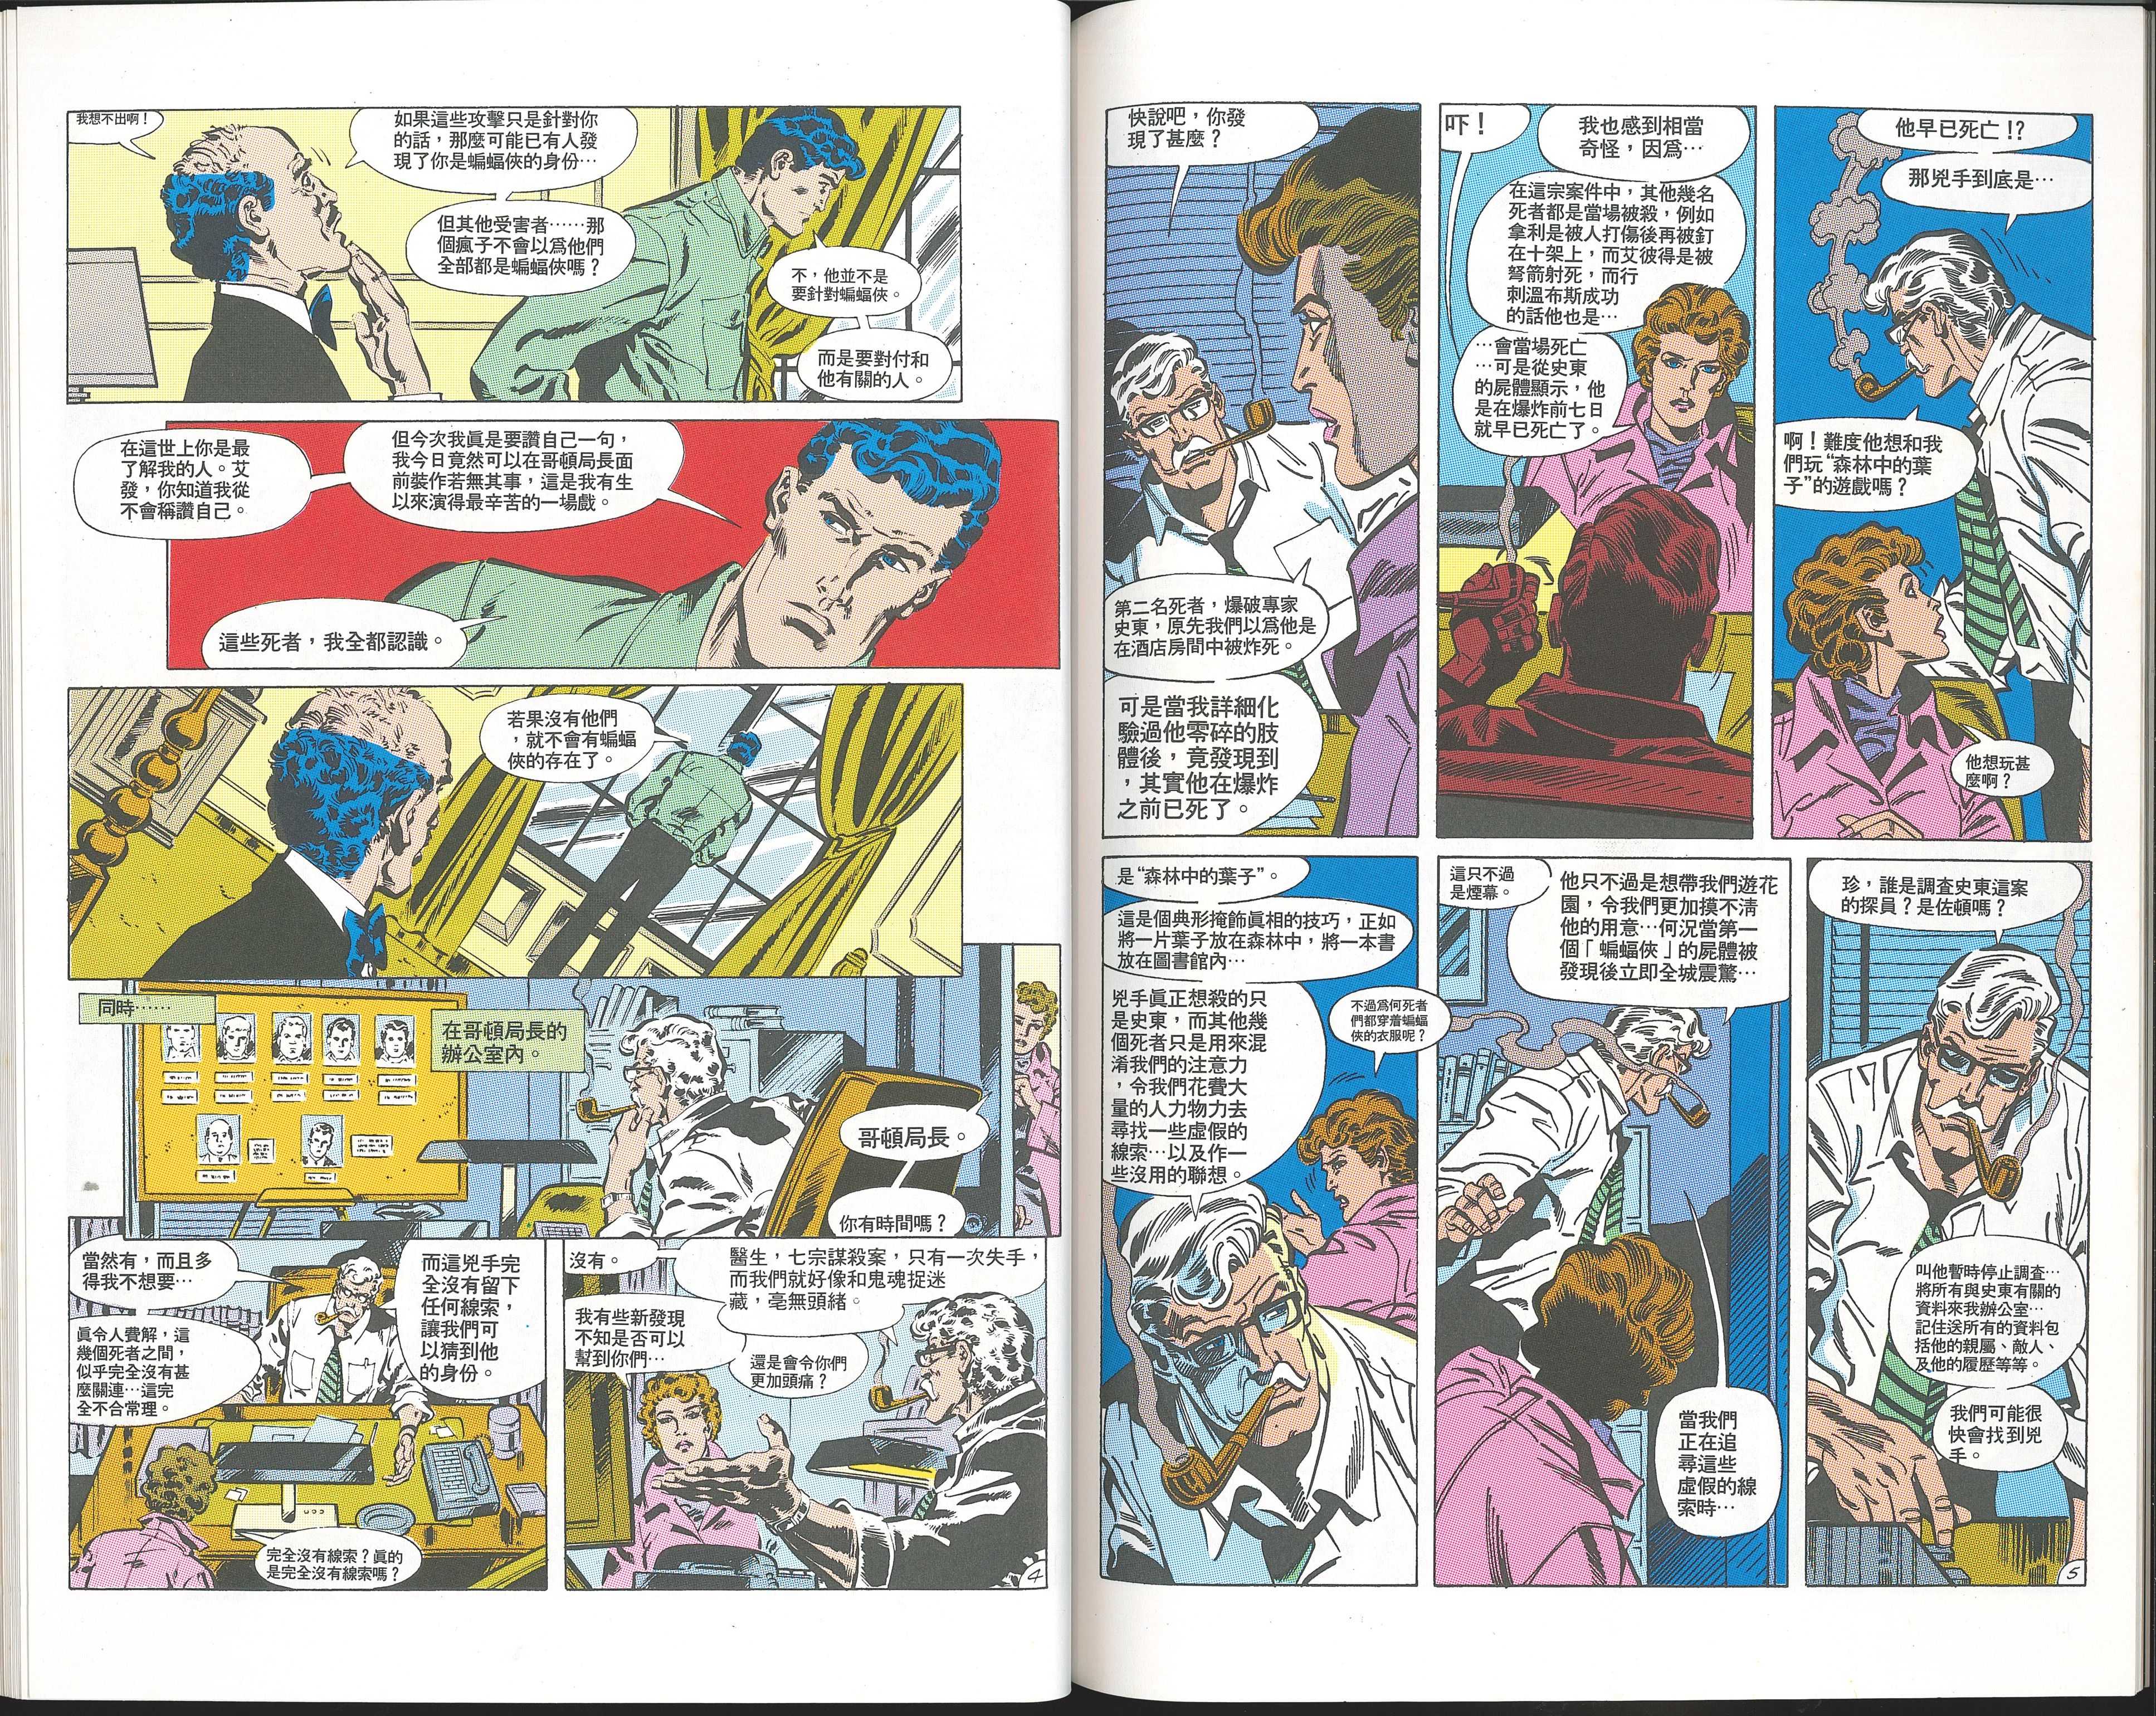 我想不出啊！
如果這些攻擊只是針對你
的話，那麼可能已有人發
現了你是蝙蝠俠的身份…
但其他受害者……那
個瘋子不會以爲他們
全部都是蝙蝠俠嗎？
不，他並不是
要針對蝙蝠俠。
而是要對付和
他有關的人。
在這世上你是最
了解我的人。艾
發，你知道我從
不會稱讚自己。
但今次我眞是要讚自己一句，
我今日竟然可以在哥頓局長面
前裝作若無其事，這是我有生
以來演得最辛苦的一場戲。
這些死者，我全都認識。
若果沒有他們
，就不會有蝙蝠
俠的存在了。
同時……
在哥頓局長的
辦公室內。
哥頓局長。
你有時間嗎？
當然有，而且多
得我不想要…
眞令人費解，這
幾個死者之間，
似乎完全沒有甚
麼關連…這完
全不合常理。
而這兇手完
全沒有留下
任何線索，
讓我們可
以猜到他
的身份。
完全沒有線索？眞的
是完全沒有線索嗎？
沒有。
醫生，七宗謀殺案，只有一次失手，
而我們就好像和鬼魂捉迷
藏，毫無頭緒。
我有些新發現
不知是否可以
幫到你們…
還是會令你們
更加頭痛？
4
快說吧，你發
現了甚麼？
第二名死者，爆破專家
史東，原先我們以爲他是
在酒店房間中被炸死。
可是當我詳細化
驗過他零碎的肢
體後，竟發現到
，其實他在爆炸
之前已死了。
吓！
我也感到相當
奇怪，因爲…
在這宗案件中，其他幾名
死者都是當場被殺，例如
拿利是被人打傷後再被釘
在十架上，而艾彼得是被
弩箭射死，而行
刺溫布斯成功
的話他也是…
…會當場死亡
…可是從史東
的屍體顯示，他
是在爆炸前七日
就早已死亡了。
他早已死亡！？
那兇手到底是…
啊！難度他想和我
們玩“森林中的葉
子”的遊戲嗎？
他想玩甚
麼啊？
是“森林中的葉子”。
這是個典形掩飾眞相的技巧，正如
將一片葉子放在森林中，將一本書
放在圖書館內…
兇手眞正想殺的只
是史東，而其他幾
個死者只是用來混
淆我們的注意力
，令我們花費大
量的人力物力去
尋找一些虛假的
線索…以及作一
些沒用的聯想。
不過爲何死者
們都穿着蝙蝠
俠的衣服呢？
這只不過
是煙幕。
他只不過是想帶我們遊花
園，令我們更加摸不淸
他的用意…何況當第一
個「蝙蝠俠」的屍體被
發現後立即全城震驚…
當我們
正在追
尋這些
虛假的線
索時…
珍，誰是調查史東這案
的探員？是佐頓嗎？
叫他暫時停止調查…
將所有與史東有關的
資料來我辦公室…
記住送所有的資料包
括他的親屬、敵人、
及他的履歷等等。
我們可能很
快會找到兇
手。
5